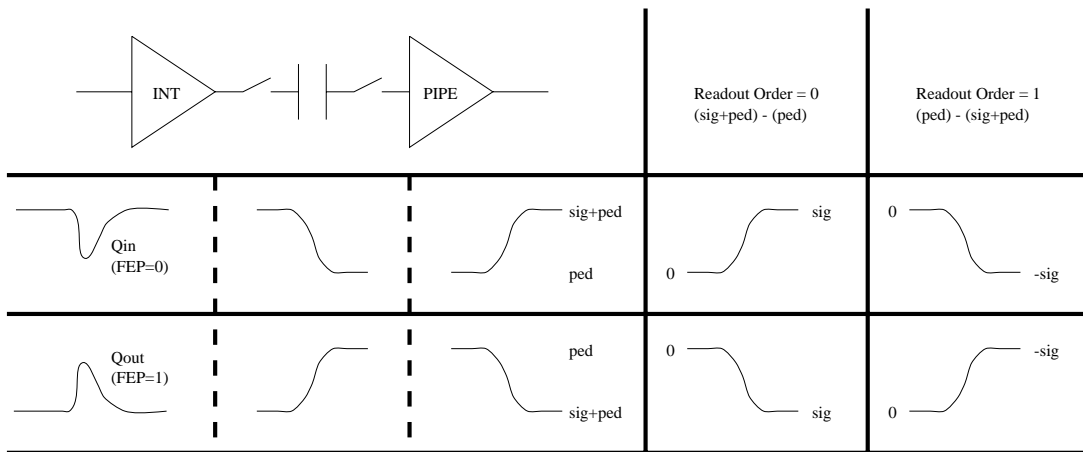 INT
PIPE
Readout Order = 0
(sig+ped) - (ped)
Readout Order = 1
(ped) - (sig+ped)
Qin
(FEP=0)
sig+ped
ped
0
sig
0
-sig
Qout
(FEP=1)
ped
sig+ped
0
sig
-sig
0